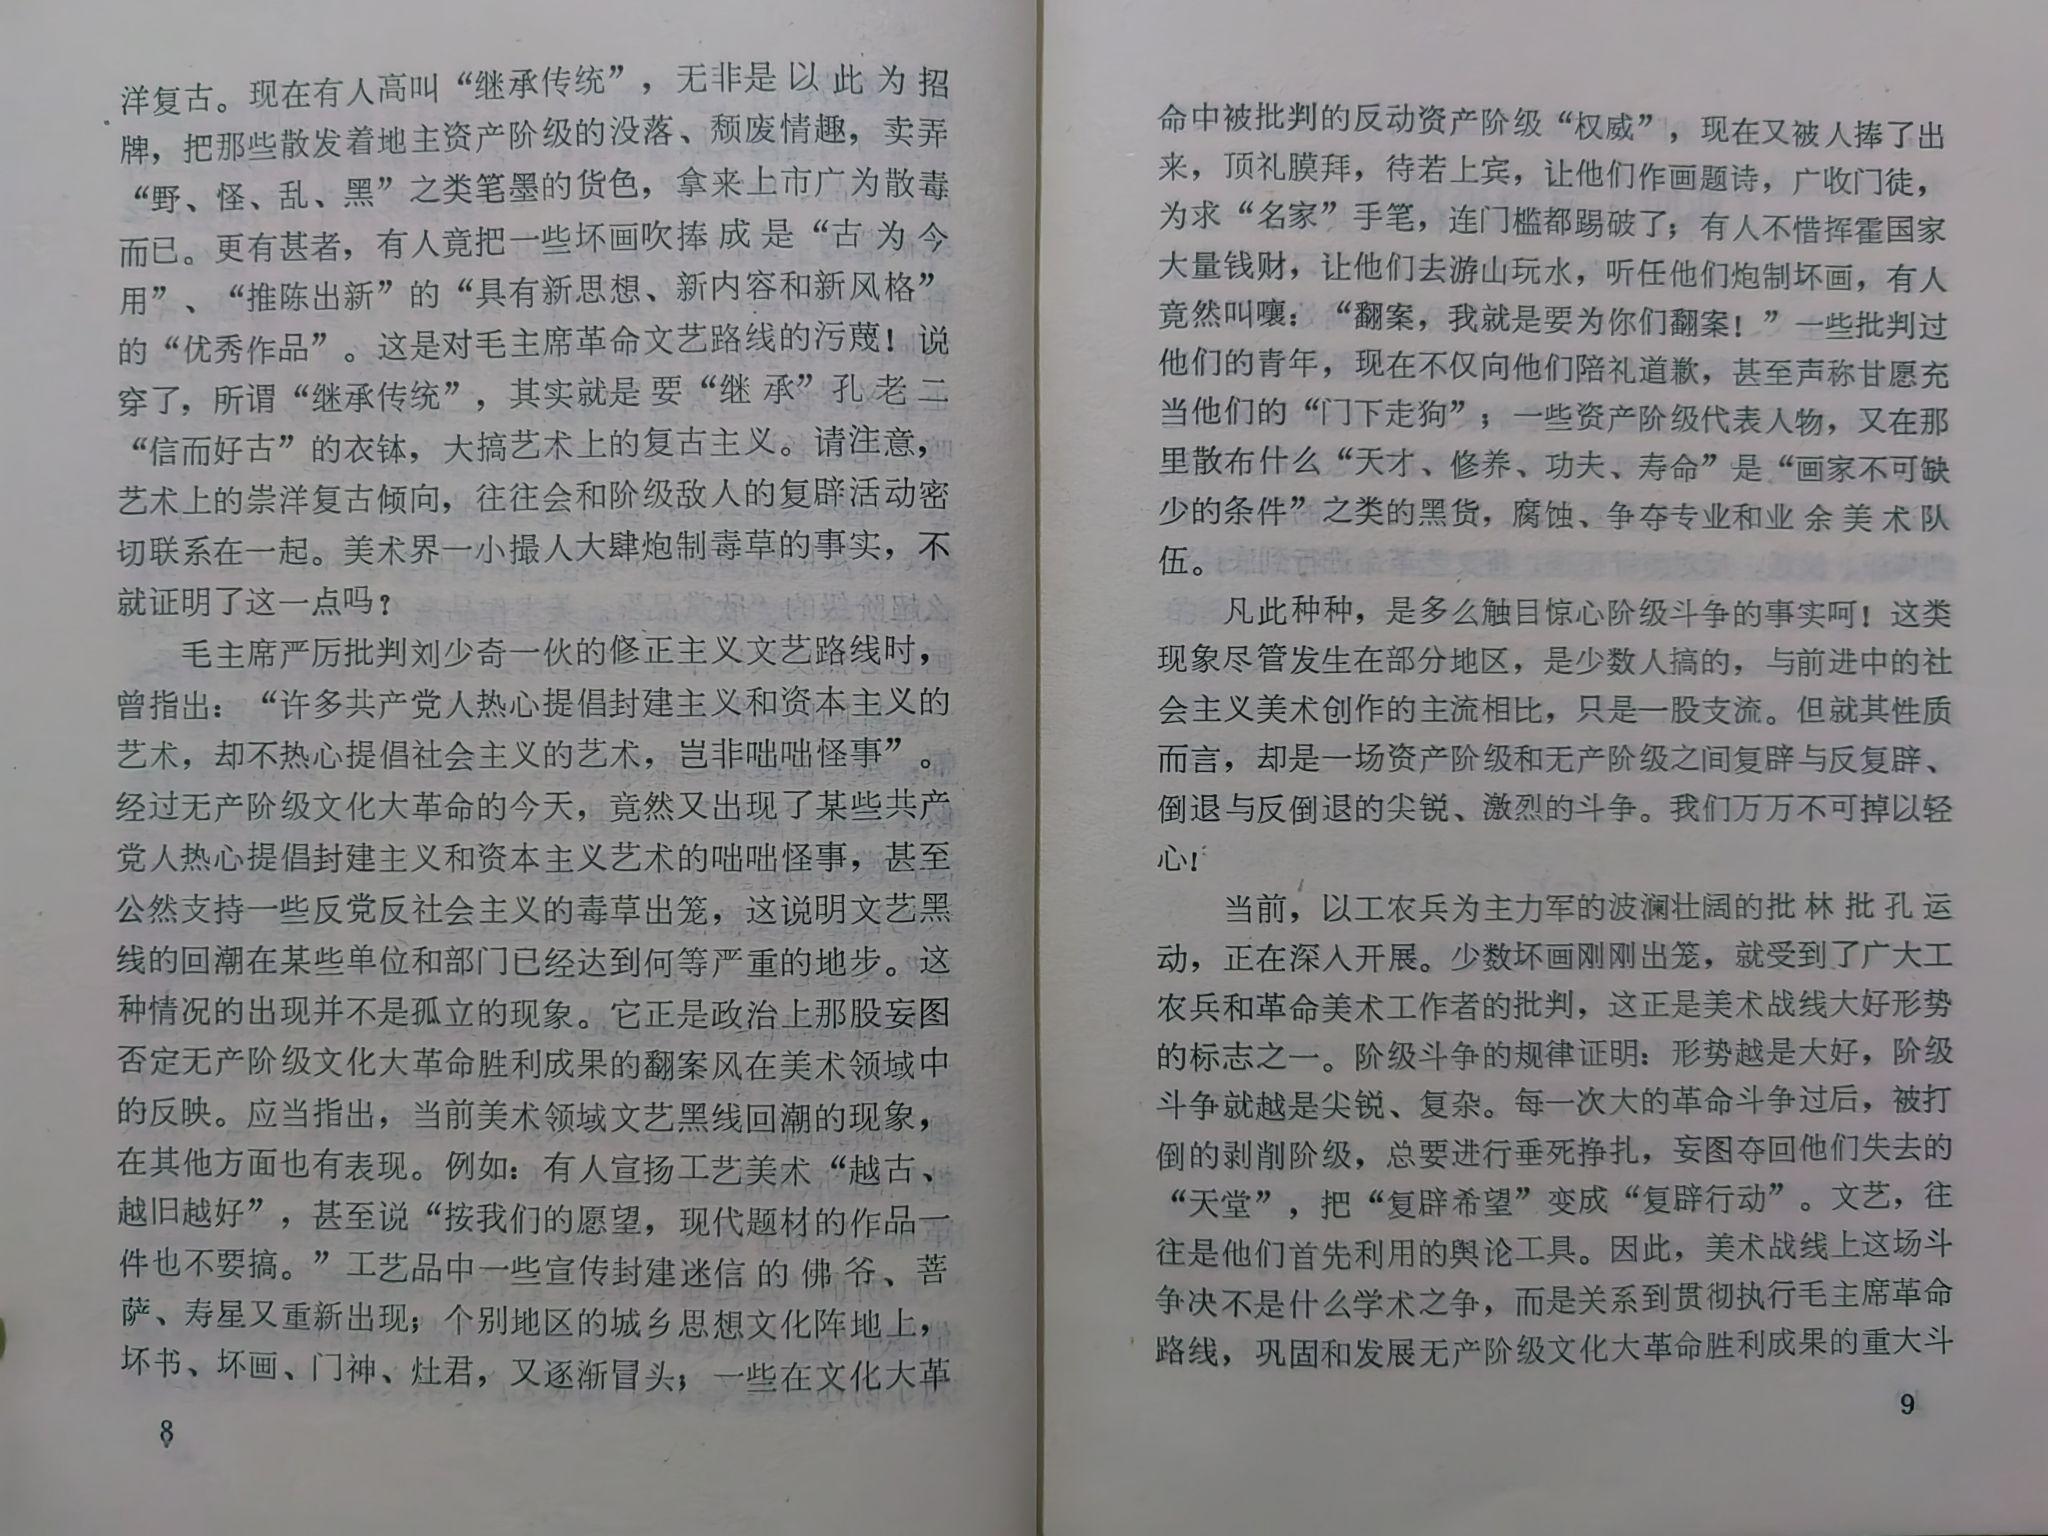 洋复古。现在有人高叫“继承传统”，无非是以此为招
牌，把那些散发着地主资产阶级的没落、颓废情趣，卖弄
“野、怪、乱、黑”之类笔墨的货色，拿来上市广为散毒
而已。更有甚者，有人竟把一些坏画吹捧成是“古为今
用”、“推陈出新”的“具有新思想、新内容和新风格”
的“优秀作品”。这是对毛主席革命文艺路线的污蔑！说
穿了，所谓“继承传统”，其实就是要“继承”孔老二
“信而好古”的衣钵，大搞艺术上的复古主义。请注意，
艺术上的崇洋复古倾向，往往会和阶级敌人的复辟活动密
切联系在一起。美术界一小撮人大肆炮制毒草的事实，不
就证明了这一点吗？
毛主席严厉批判刘少奇一伙的修正主义文艺路线时，
曾指出：“许多共产党人热心提倡封建主义和资本主义的
艺术，却不热心提倡社会主义的艺术，岂非咄咄怪事”。
经过无产阶级文化大革命的今天，竟然又出现了某些共产
党人热心提倡封建主义和资本主义艺术的咄咄怪事，甚至
公然支持一些反党反社会主义的毒草出笼，这说明文艺黑
线的回潮在某些单位和部门已经达到何等严重的地步。这
种情况的出现并不是孤立的现象。它正是政治上那股妄图
否定无产阶级文化大革命胜利成果的翻案风在美术领域中
的反映。应当指出，当前美术领域文艺黑线回潮的现象，
在其他方面也有表现。例如：有人宣扬工艺美术“越古、
越旧越好”，甚至说“按我们的愿望，现代题材的作品一
件也不要搞。”工艺品中一些宣传封建迷信的佛爷、菩
萨、寿星又重新出现；个别地区的城乡思想文化阵地上，
坏书、坏画、门神、灶君，又逐渐冒头；一些在文化大革
8
命中被批判的反动资产阶级“权威”，现在又被人捧了出
来，顶礼膜拜，待若上宾，让他们作画题诗，广收门徒，
为求“名家”手笔，连门槛都踢破了；有人不惜挥霍国家
大量钱财，让他们去游山玩水，听任他们炮制坏画，有人
竟然叫嚷：“翻案，我就是要为你们翻案！”一些批判过
他们的青年，现在不仅向他们陪礼道歉，甚至声称甘愿充
当他们的“门下走狗”；一些资产阶级代表人物，又在那
里散布什么“天才、修养、功夫、寿命”是“画家不可缺
少的条件”之类的黑货，腐蚀、争夺专业和业余美术队
伍。
凡此种种，是多么触目惊心阶级斗争的事实呵！这类
现象尽管发生在部分地区，是少数人搞的，与前进中的社
会主义美术创作的主流相比，只是一股支流。但就其性质
而言，却是一场资产阶级和无产阶级之间复辟与反复辟、
倒退与反倒退的尖锐、激烈的斗争。我们万万不可掉以轻
心！
当前，以工农兵为主力军的波澜壮阔的批林批孔运
动，正在深入开展。少数坏画刚刚出笼，就受到了广大工
农兵和革命美术工作者的批判，这正是美术战线大好形势
的标志之一。阶级斗争的规律证明：形势越是大好，阶级
斗争就越是尖锐、复杂。每一次大的革命斗争过后，被打
倒的剥削阶级，总要进行垂死挣扎，妄图夺回他们失去的
“天堂”，把“复辟希望”变成“复辟行动”。文艺，往
往是他们首先利用的舆论工具。因此，美术战线上这场斗
争决不是什么学术之争，而是关系到贯彻执行毛主席革命
路线，巩固和发展无产阶级文化大革命胜利成果的重大斗
9